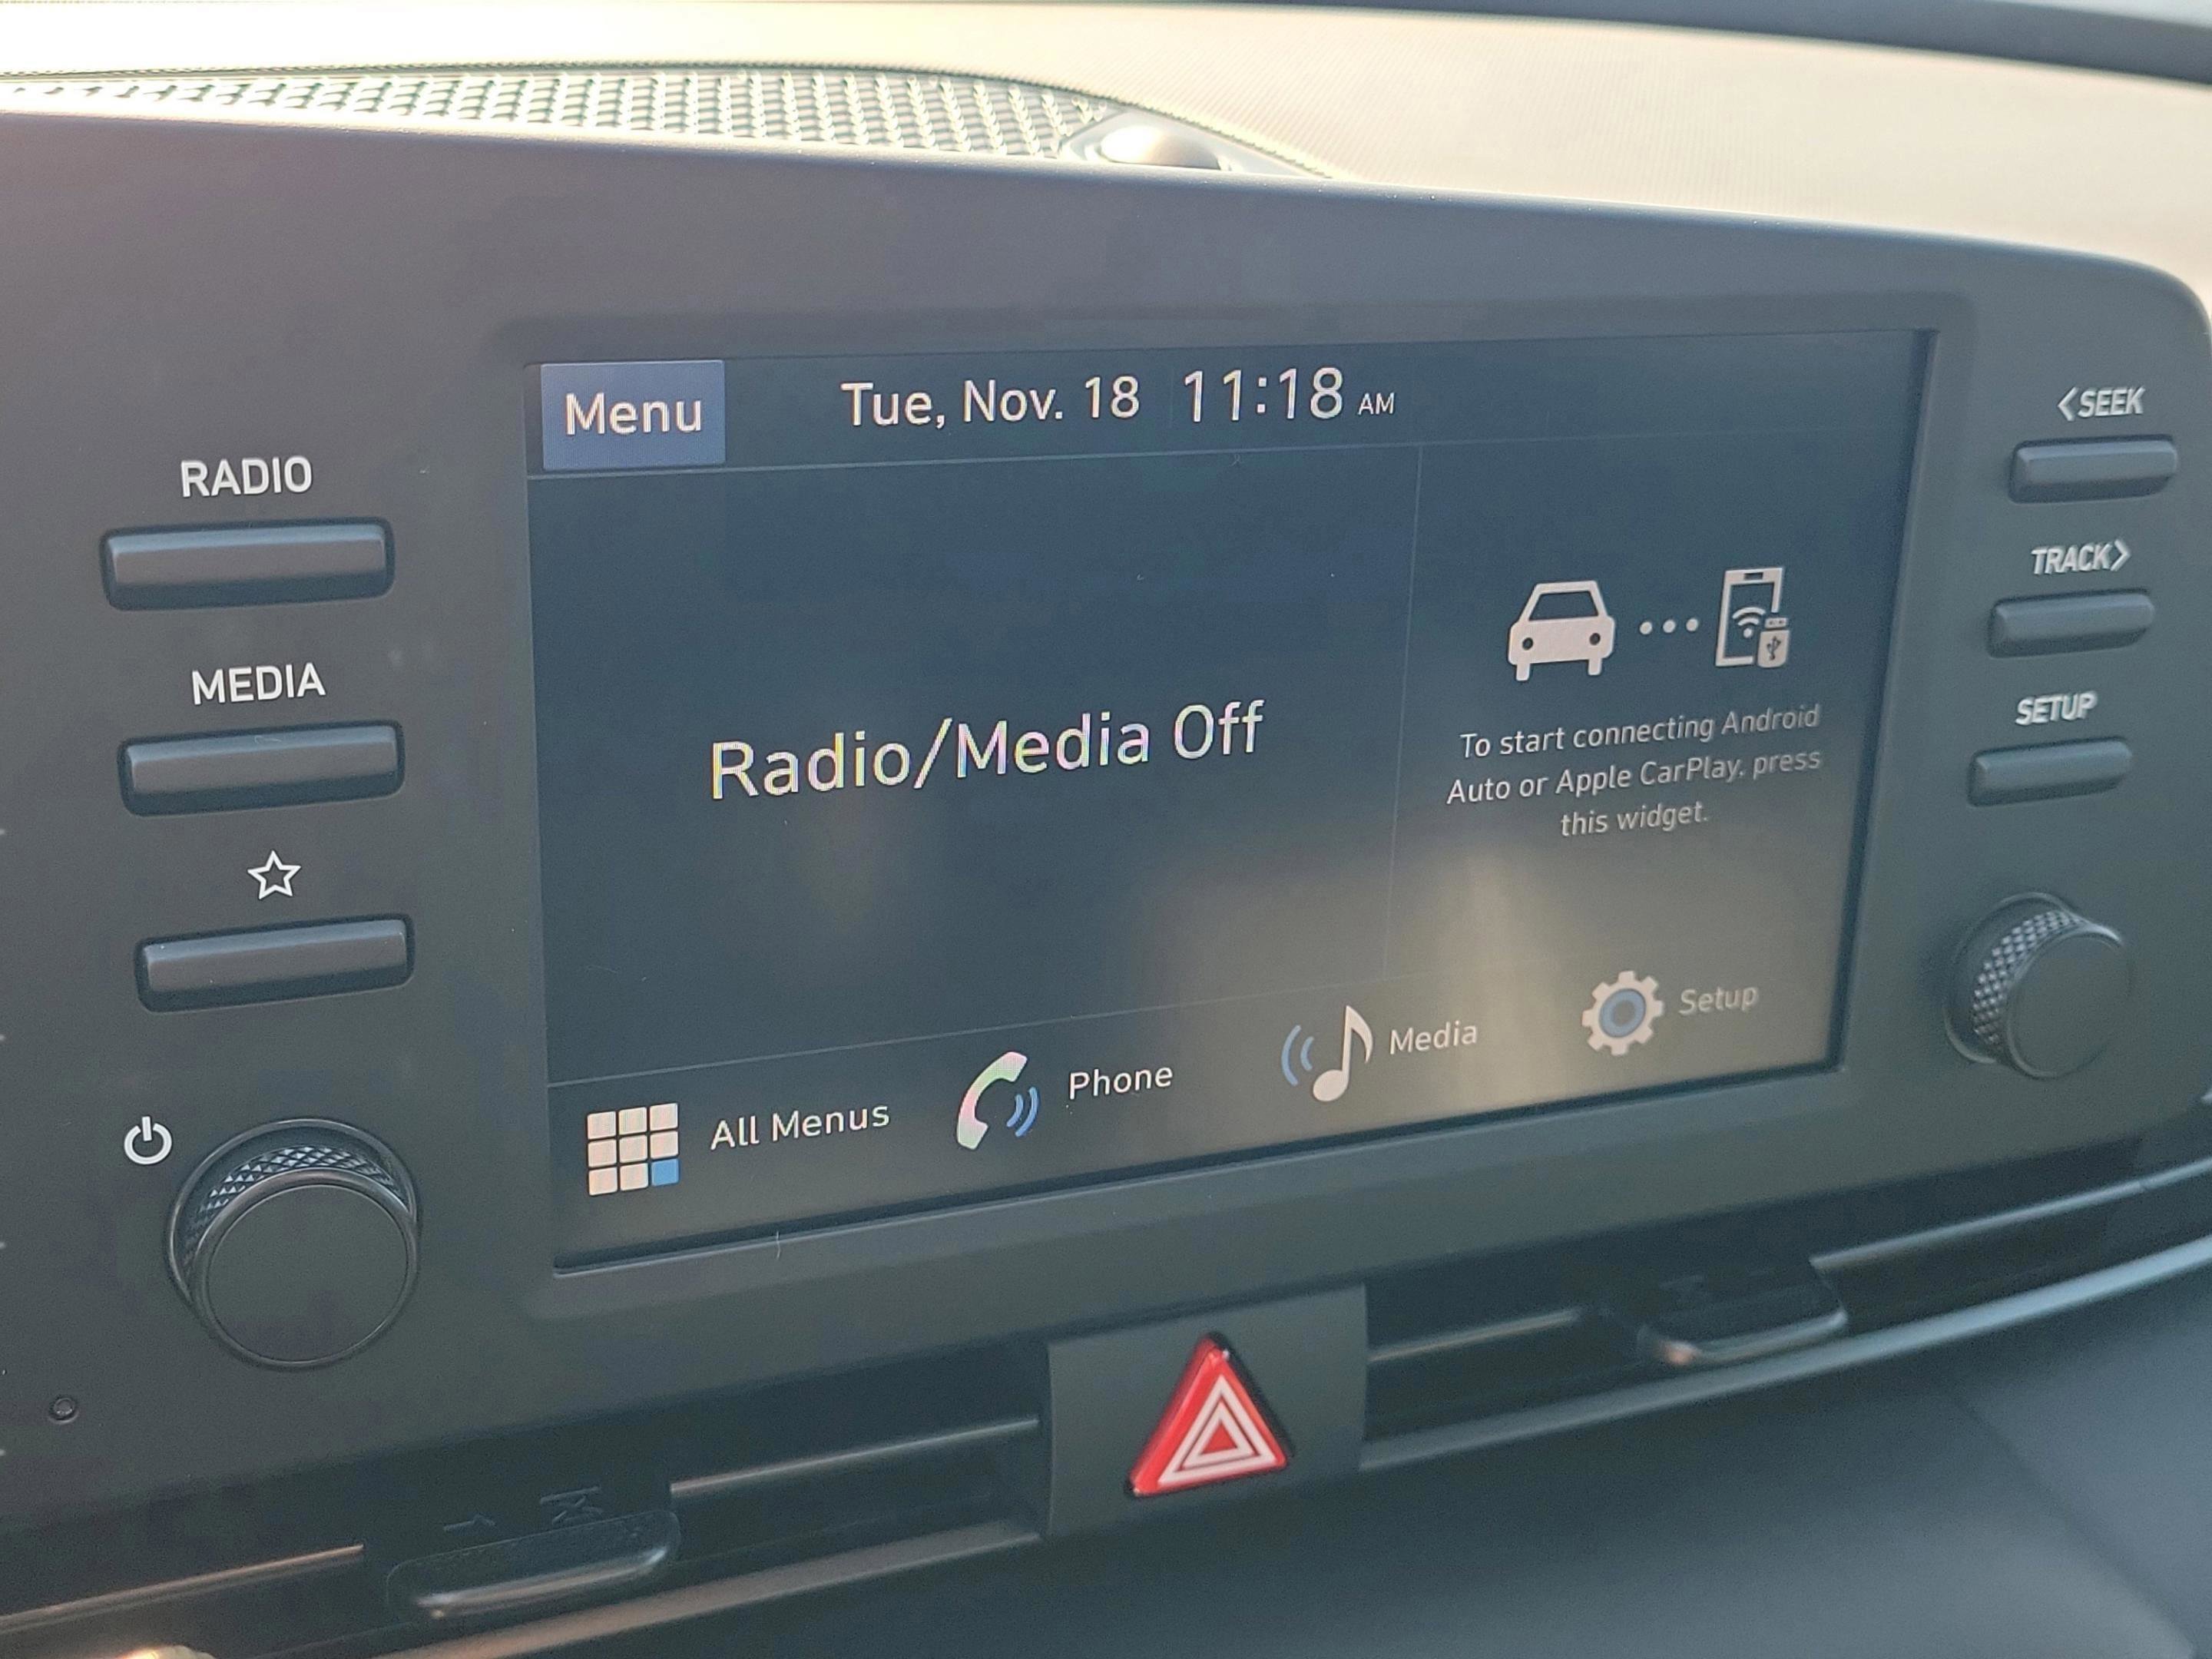 Menu
Tue, Nov. 18 11:18 AM
RADIO
MEDIA
Radio/Media Off
To start connecting Android
Auto or Apple CarPlay, press
this widget.
All Menus
Phone
Media
Setup
<SEEK
TRACK>
SETUP